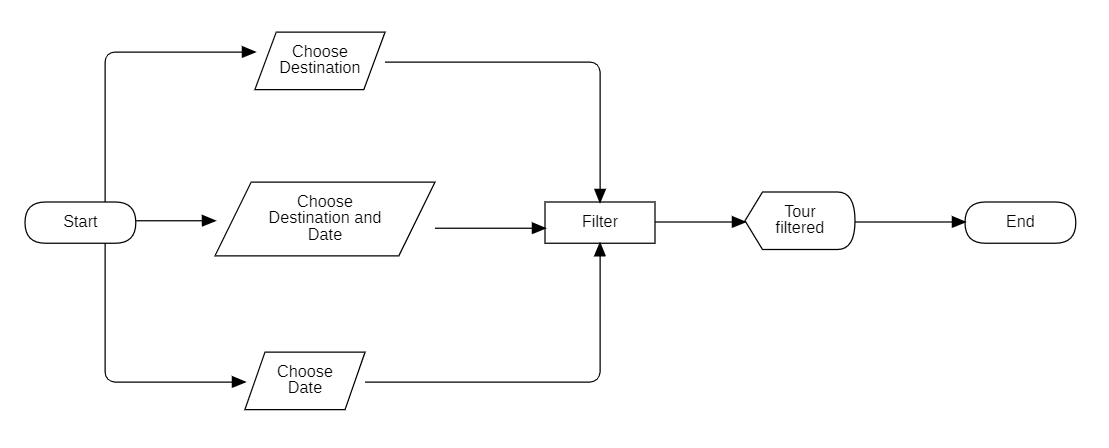 Choose
Destination
Start
Choose
Destination and
Date
Filter
Tour
filtered
End
Choose
Date